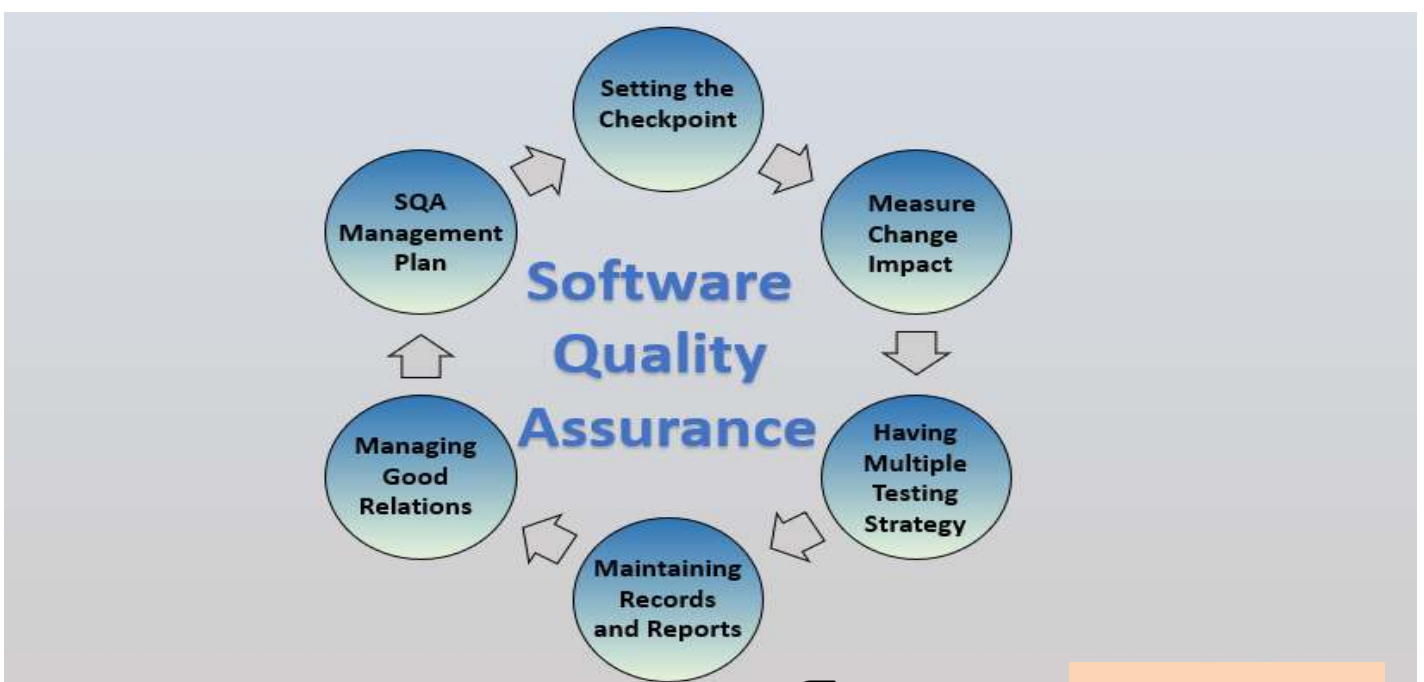 Setting the
Checkpoint
SQA
Management
Plan
Measure
Change
Impact
Software
Quality
Assurance
Managing
Good
Relations
Having
Multiple
Testing
Strategy
Maintaining
Records
and Reports